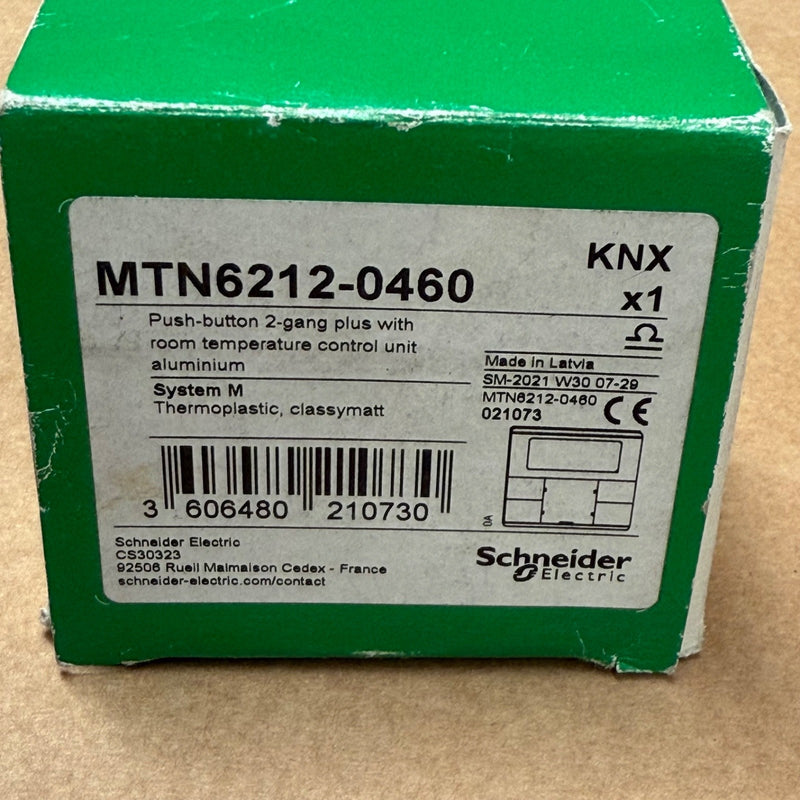 MTN6212-0460
KNX
x1
Push-button 2-gang plus with
room temperature control unit
aluminium
System M
Thermoplastic, classymatt
Made in Latvia
SM-2021 W30 07-29
MTN6212-0460
021073
CE
3 606480 210730
Schneider Electric
CS30323
92506 Rueil Malmaison Cedex - France
schneider-electric.com/contact
Schneider
Electric